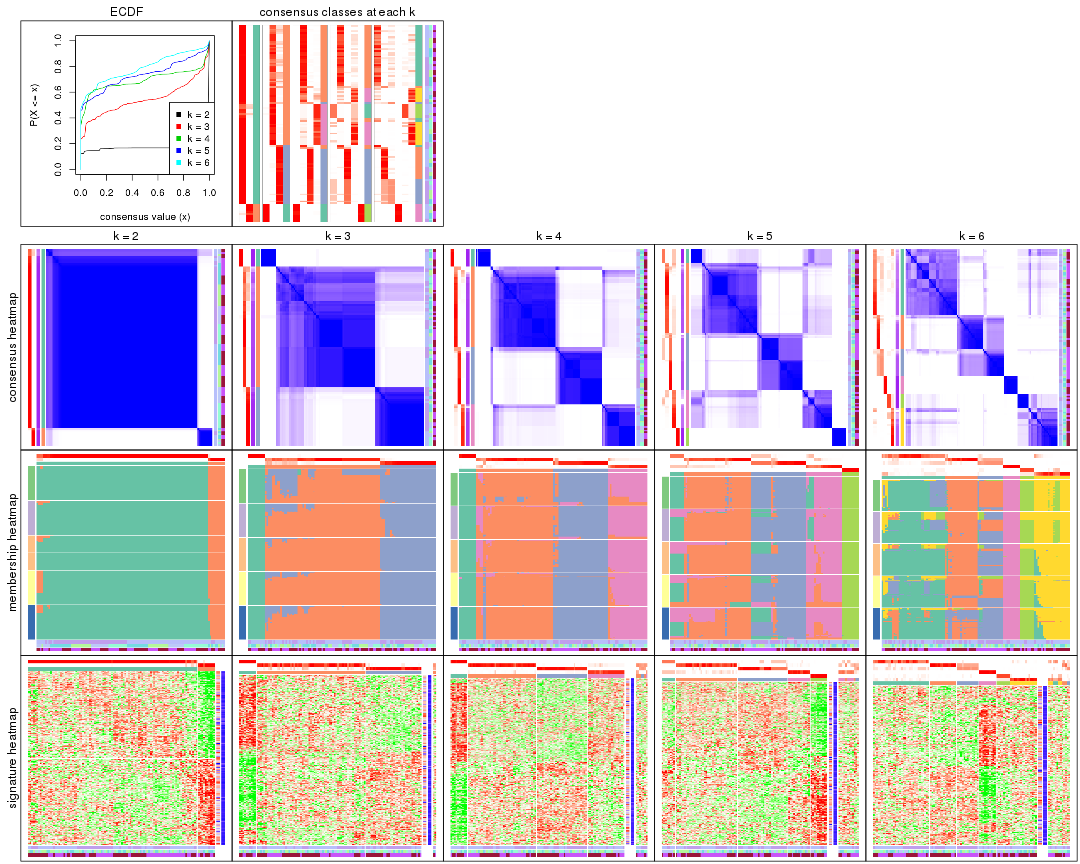 ECDF
consensus classes at each k
P(X <= x)
0.0
0.2
0.4
0.6
0.8
1.0
k = 2
k = 3
k = 4
k = 5
k = 6
0.0 0.2 0.4 0.6 0.8 1.0
consensus value (x)
k = 2
k = 3
k = 4
k = 5
k = 6
consensus heatmap
membership heatmap
signature heatmap